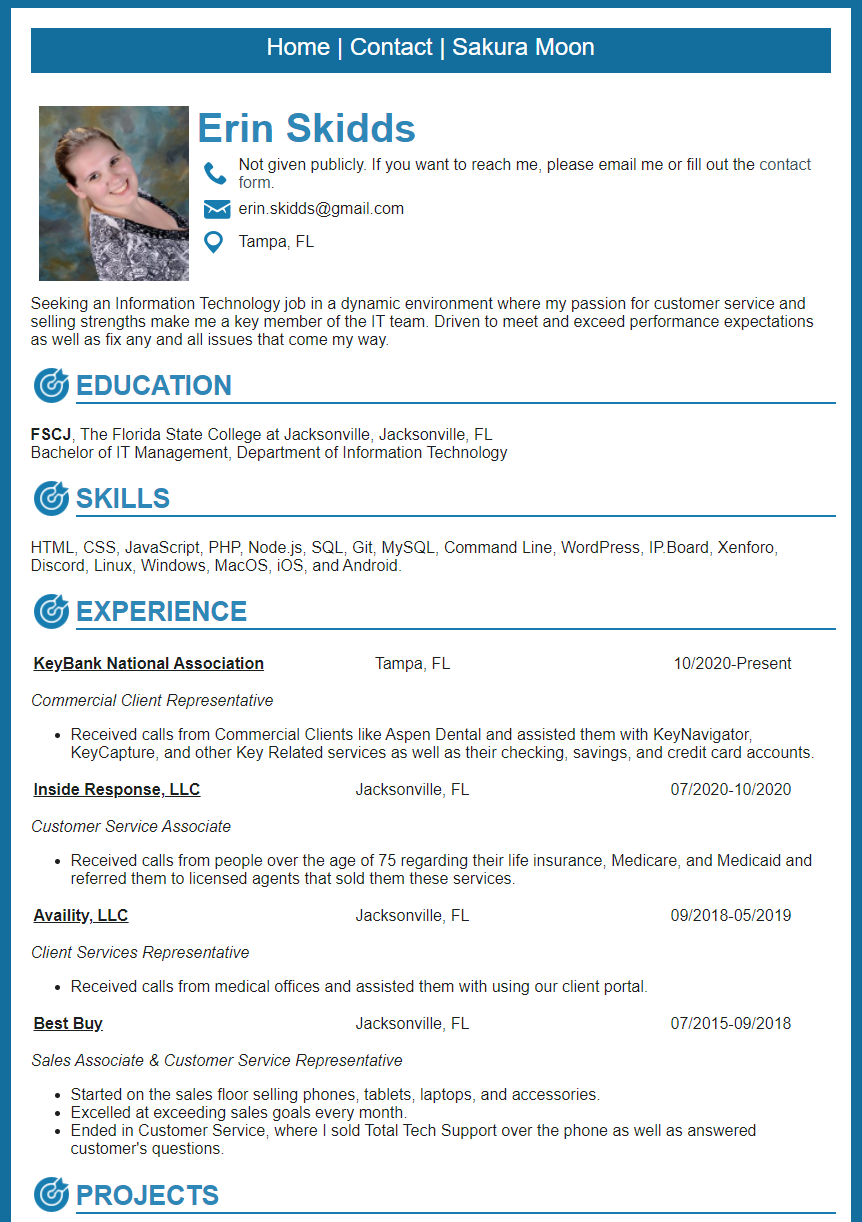 Home | Contact | Sakura Moon
Erin Skidds
Not given publicly. If you want to reach me, please email me or fill out the contact
form.
erin.skidds@gmail.com
Tampa, FL
Seeking an Information Technology job in a dynamic environment where my passion for customer service and
selling strengths make me a key member of the IT team. Driven to meet and exceed performance expectations
as well as fix any and all issues that come my way.
EDUCATION
FSCJ, The Florida State College at Jacksonville, Jacksonville, FL
Bachelor of IT Management, Department of Information Technology
SKILLS
HTML, CSS, JavaScript, PHP, Node.js, SQL, Git, MySQL, Command Line, WordPress, IP.Board, Xenforo,
Discord, Linux, Windows, MacOS, iOS, and Android.
EXPERIENCE
KeyBank National Association Tampa, FL 10/2020-Present
Commercial Client Representative
• Received calls from Commercial Clients like Aspen Dental and assisted them with KeyNavigator,
KeyCapture, and other Key Related services as well as their checking, savings, and credit card accounts.
Inside Response, LLC Jacksonville, FL 07/2020-10/2020
Customer Service Associate
• Received calls from people over the age of 75 regarding their life insurance, Medicare, and Medicaid and
referred them to licensed agents that sold them these services.
Availity, LLC Jacksonville, FL 09/2018-05/2019
Client Services Representative
• Received calls from medical offices and assisted them with using our client portal.
Best Buy Jacksonville, FL 07/2015-09/2018
Sales Associate & Customer Service Representative
• Started on the sales floor selling phones, tablets, laptops, and accessories.
• Excelled at exceeding sales goals every month.
• Ended in Customer Service, where I sold Total Tech Support over the phone as well as answered
customer's questions.
PROJECTS